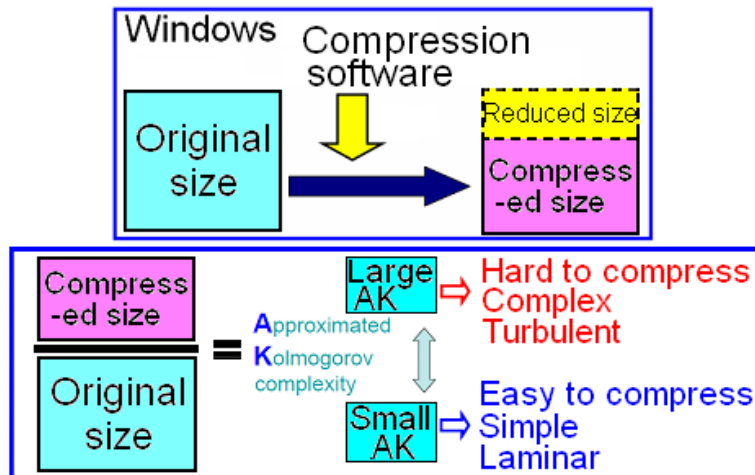 Windows
Compression
software
Original
size
Reduced size
Compress
-ed size
Compress
-ed size
Original
size
=
Approximated
Kolmogorov
complexity
Large
AK
Hard to compress
Complex
Turbulent
Small
AK
Easy to compress
Simple
Laminar